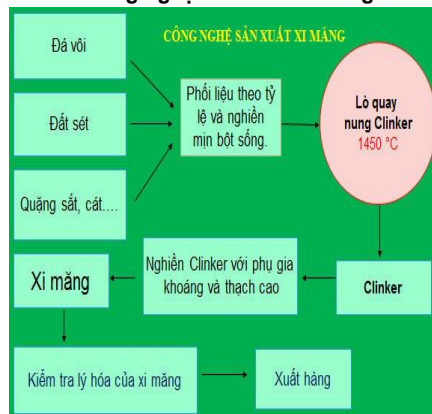 CÔNG NGHỆ SẢN XUẤT XI MĂNG
Đá vôi
Đất sét
Quặng sắt, cát....
Phối liệu theo tỷ
lệ và nghiền
mịn bột sống.
Lò quay
nung Clinker
1450 °C
Clinker
Nghiền Clinker với phụ gia
khoáng và thạch cao
Xi măng
Kiểm tra lý hóa của xi măng
Xuất hàng